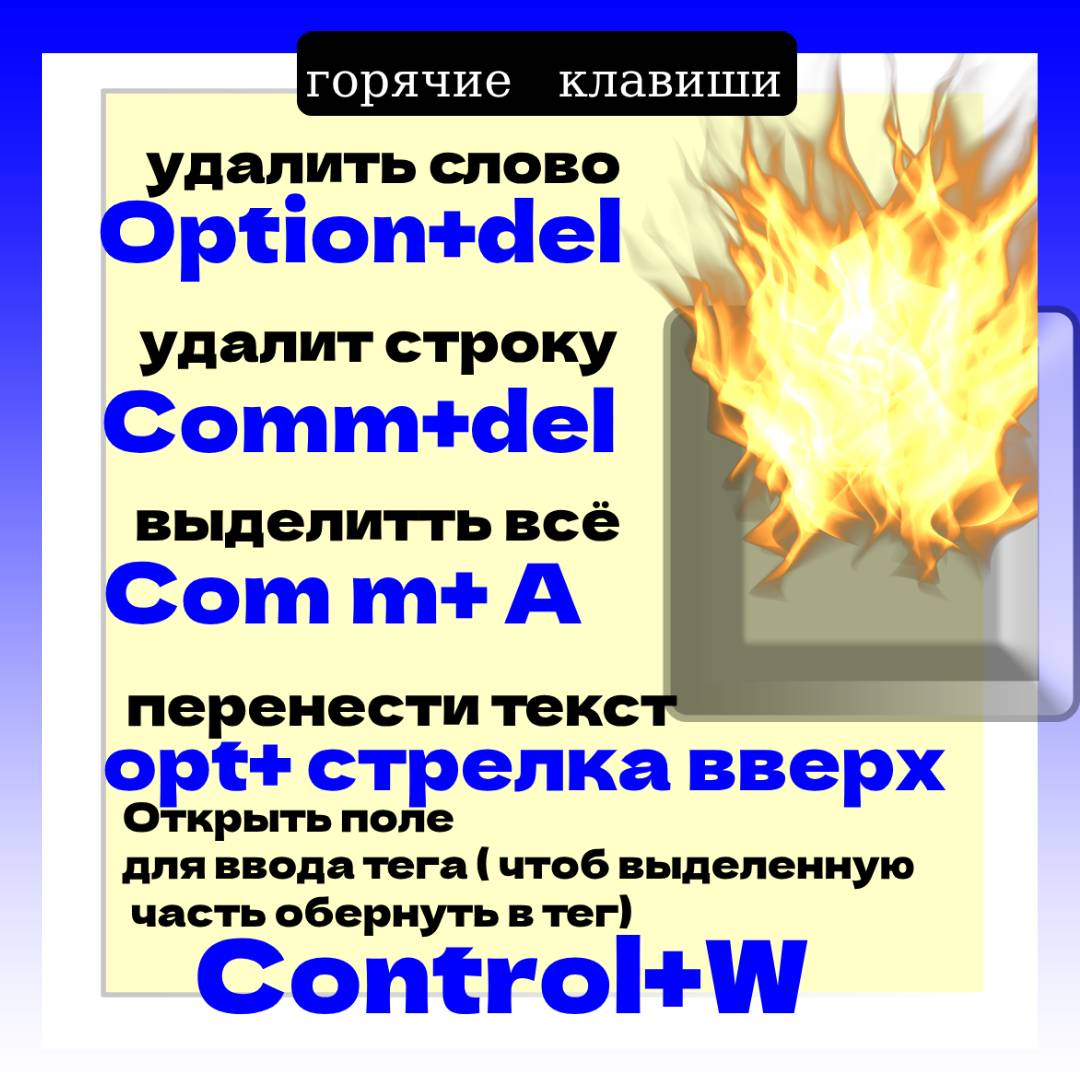 горячие клавиши
удалить слово
Option+del
удалит строку
Comm+del
выделитть всё
Com m+ A
перенести текст
opt+ стрелка вверх
Открыть поле
для ввода тега ( чтоб выделенную
часть обернуть в тег)
Control+W